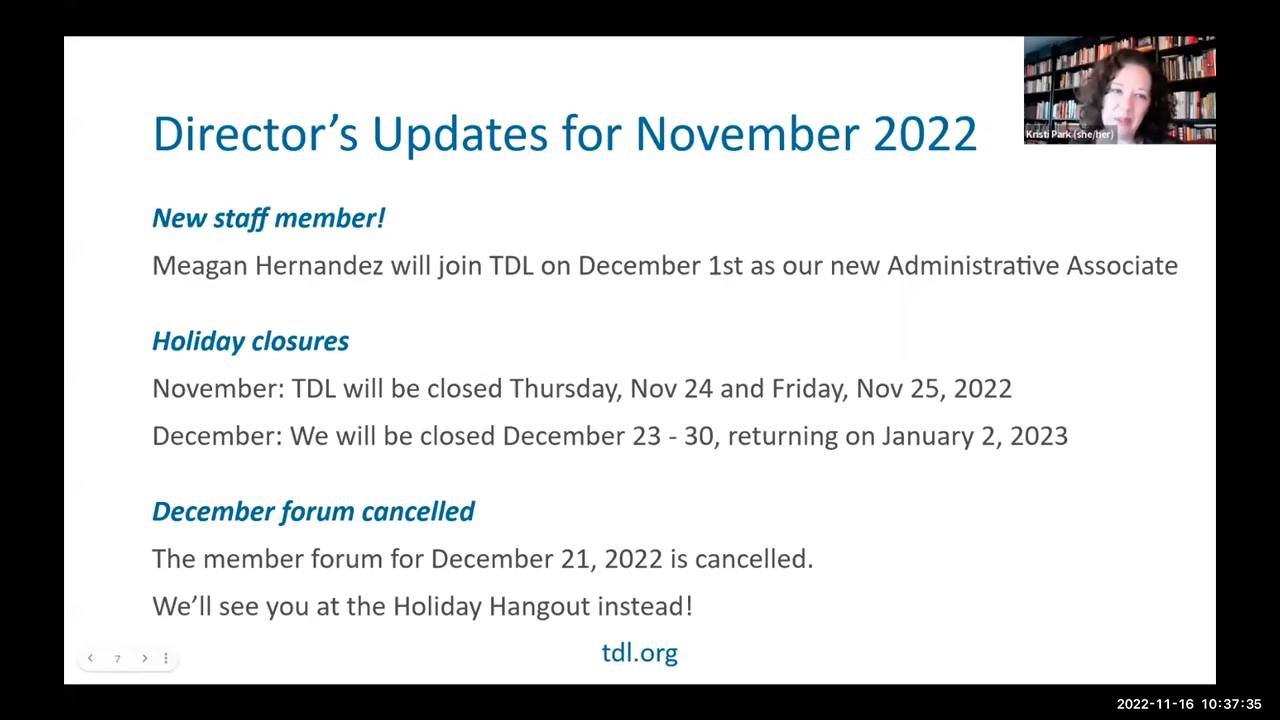 Director’s Updates for November 2022
Kristi Park (she/her)
New staff member!
Meagan Hernandez will join TDL on December 1st as our new Administrative Associate
Holiday closures
November: TDL will be closed Thursday, Nov 24 and Friday, Nov 25, 2022
December: We will be closed December 23 - 30, returning on January 2, 2023
December forum cancelled
The member forum for December 21, 2022 is cancelled.
We’ll see you at the Holiday Hangout instead!
7
tdl.org
2022-11-16 10:37:35